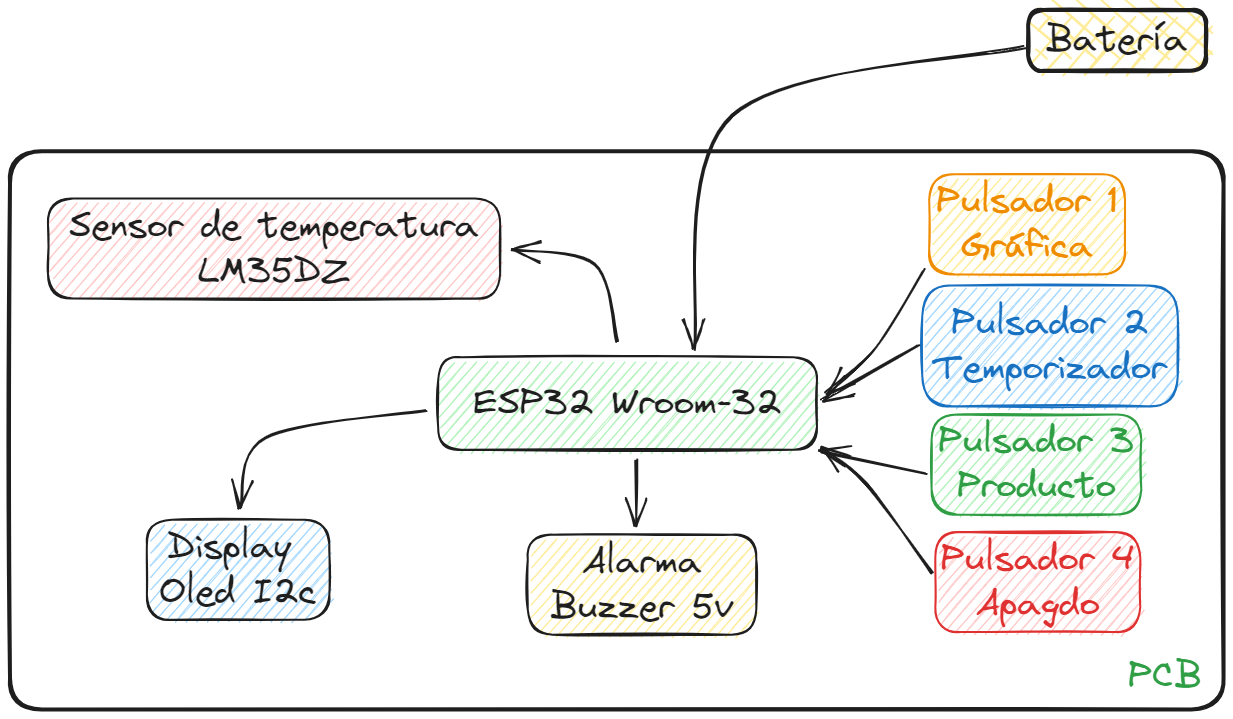 Batería
Sensor de temperatura
LM35DZ
Pulsador 1
Gráfica
Pulsador 2
Temporizador
ESP32 Wroom-32
Pulsador 3
Producto
Display
Oled I2c
Alarma
Buzzer 5v
Pulsador 4
Apagdo
PCB